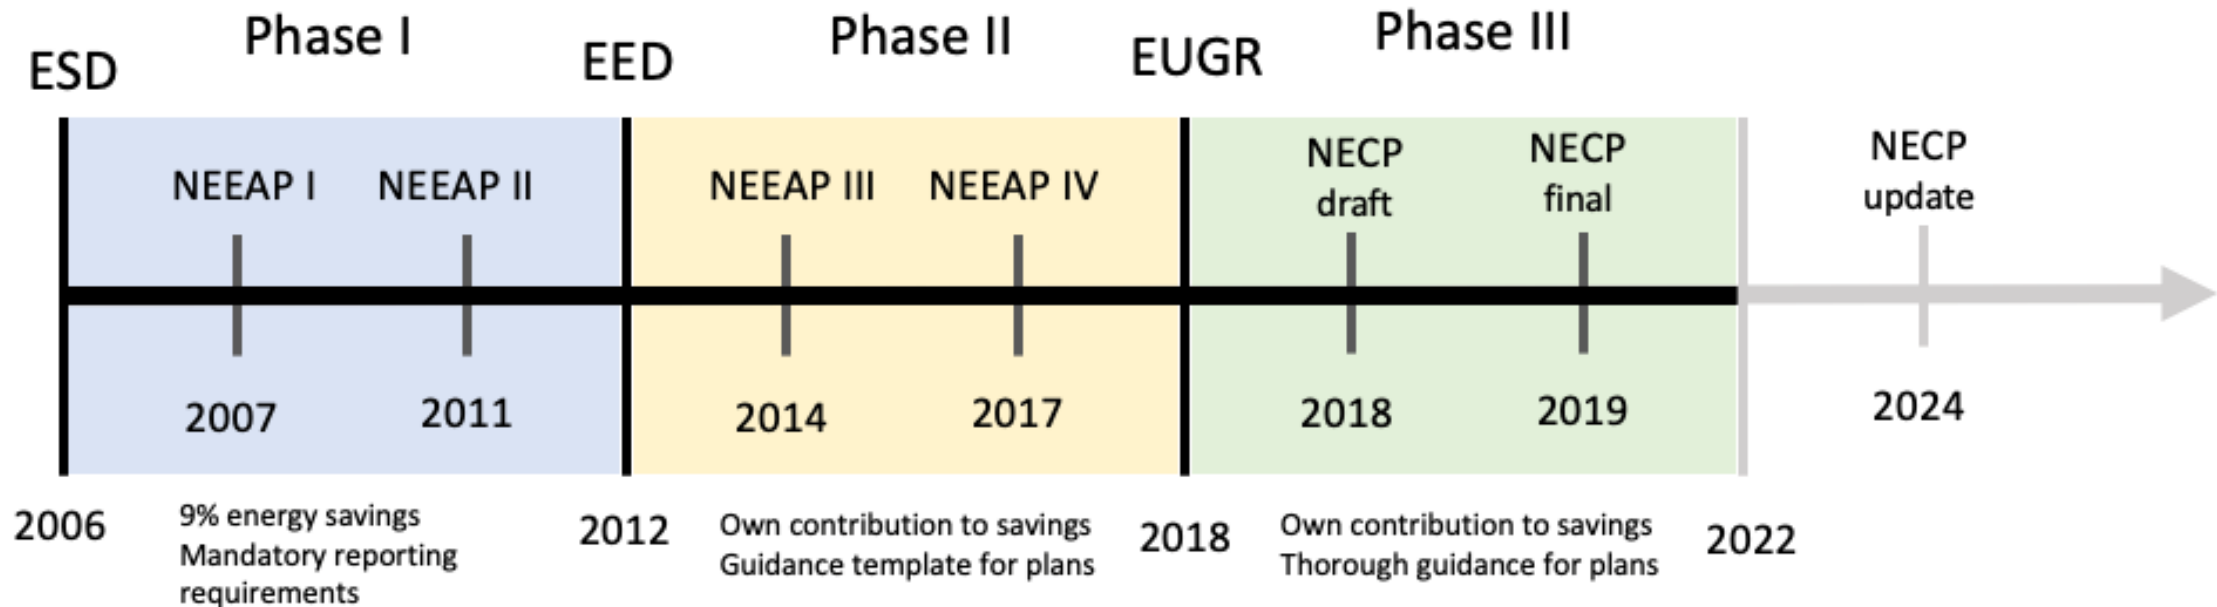 ESD
Phase I
EED
Phase II
EUGR
Phase III
NEEAP I
NEEAP II
NEEAP III
NEEAP IV
NECP
draft
NECP
final
NECP
update
2007
2011
2014
2017
2018
2019
2024
2006
9% energy savings
Mandatory reporting
requirements
2012
Own contribution to savings
Guidance template for plans
2018
Own contribution to savings
Thorough guidance for plans
2022